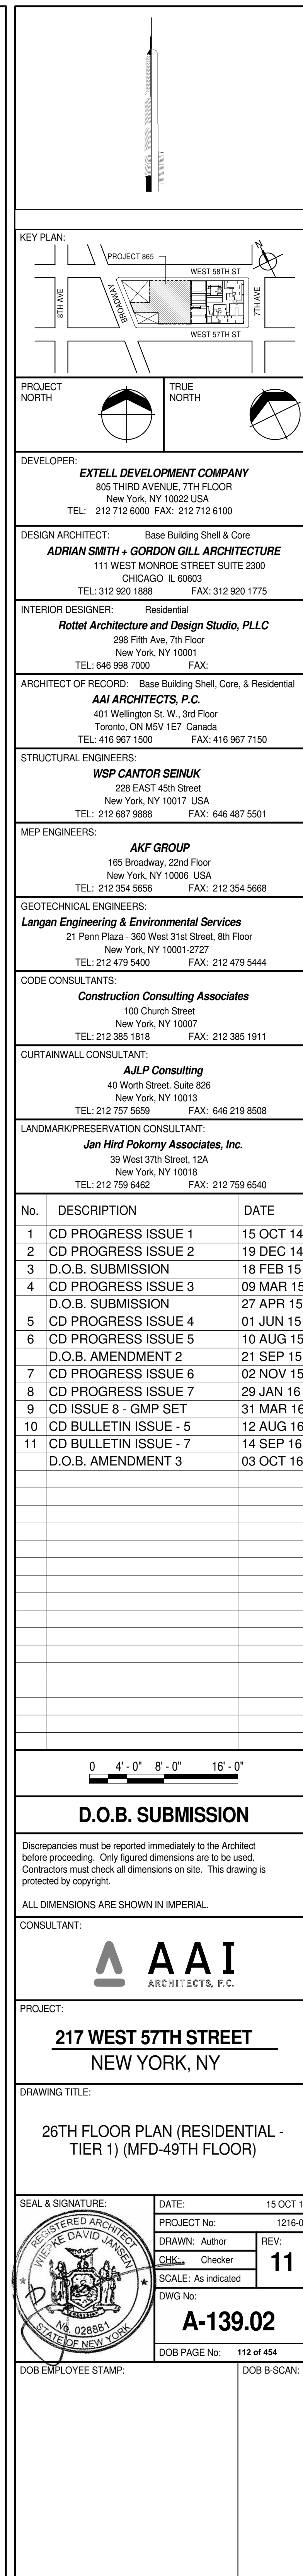 KEY PLAN:
PROJECT 865
WEST 58TH ST
8TH AVE
BROADWAY
7TH AVE
WEST 57TH ST
N
PROJECT
NORTH
TRUE
NORTH
DEVELOPER:
EXTELL DEVELOPMENT COMPANY
805 THIRD AVENUE, 7TH FLOOR
New York, NY 10022 USA
TEL: 212 712 6000 FAX: 212 712 6100
DESIGN ARCHITECT: Base Building Shell & Core
ADRIAN SMITH + GORDON GILL ARCHITECTURE
111 WEST MONROE STREET SUITE 2300
CHICAGO IL 60603
TEL: 312 920 1888 FAX: 312 920 1775
INTERIOR DESIGNER: Residential
Rottet Architecture and Design Studio, PLLC
298 Fifth Ave, 7th Floor
New York, NY 10001
TEL: 646 998 7000 FAX:
ARCHITECT OF RECORD: Base Building Shell, Core, & Residential
AAI ARCHITECTS, P.C.
401 Wellington St. W., 3rd Floor
Toronto, ON M5V 1E7 Canada
TEL: 416 967 1500 FAX: 416 967 7150
STRUCTURAL ENGINEERS:
WSP CANTOR SEINUK
228 EAST 45th Street
New York, NY 10017 USA
TEL: 212 687 9888 FAX: 646 487 5501
MEP ENGINEERS:
AKF GROUP
165 Broadway, 22nd Floor
New York, NY 10006 USA
TEL: 212 354 5656 FAX: 212 354 5668
GEOTECHNICAL ENGINEERS:
Langan Engineering & Environmental Services
21 Penn Plaza - 360 West 31st Street, 8th Floor
New York, NY 10001-2727
TEL: 212 479 5400 FAX: 212 479 5444
CODE CONSULTANTS:
Construction Consulting Associates
100 Church Street
New York, NY 10007
TEL: 212 385 1818 FAX: 212 385 1911
CURTAINWALL CONSULTANT:
AJLP Consulting
40 Worth Street. Suite 826
New York, NY 10013
TEL: 212 757 5659 FAX: 646 219 8508
LANDMARK/PRESERVATION CONSULTANT:
Jan Hird Pokorny Associates, Inc.
39 West 37th Street, 12A
New York, NY 10018
TEL: 212 759 6462 FAX: 212 759 6540
No. DESCRIPTION DATE
1 CD PROGRESS ISSUE 1 15 OCT 14
2 CD PROGRESS ISSUE 2 19 DEC 14
3 D.O.B. SUBMISSION 18 FEB 15
4 CD PROGRESS ISSUE 3 09 MAR 15
D.O.B. SUBMISSION 27 APR 15
5 CD PROGRESS ISSUE 4 01 JUN 15
6 CD PROGRESS ISSUE 5 10 AUG 15
D.O.B. AMENDMENT 2 21 SEP 15
7 CD PROGRESS ISSUE 6 02 NOV 15
8 CD PROGRESS ISSUE 7 29 JAN 16
9 CD ISSUE 8 - GMP SET 31 MAR 16
10 CD BULLETIN ISSUE - 5 12 AUG 16
11 CD BULLETIN ISSUE - 7 14 SEP 16
D.O.B. AMENDMENT 3 03 OCT 16
0 4' - 0" 8' - 0" 16' - 0"
D.O.B. SUBMISSION
Discrepancies must be reported immediately to the Architect
before proceeding. Only figured dimensions are to be used.
Contractors must check all dimensions on site. This drawing is
protected by copyright.
ALL DIMENSIONS ARE SHOWN IN IMPERIAL.
CONSULTANT:
AAI
ARCHITECTS, P.C.
PROJECT:
217 WEST 57TH STREET
NEW YORK, NY
DRAWING TITLE:
26TH FLOOR PLAN (RESIDENTIAL -
TIER 1) (MFD-49TH FLOOR)
SEAL & SIGNATURE:
REGISTERED ARCHITECT
DAVID JANSEN
No. 028881
STATE OF NEW YORK
DATE: 15 OCT 1
PROJECT No: 1216-0
DRAWN: Author
CHK: Checker
SCALE: As indicated
REV:
11
DWG No:
A-139.02
DOB PAGE No: 112 of 454
DOB EMPLOYEE STAMP:
DOB B-SCAN: